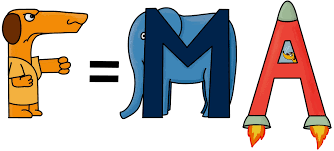 F = MA